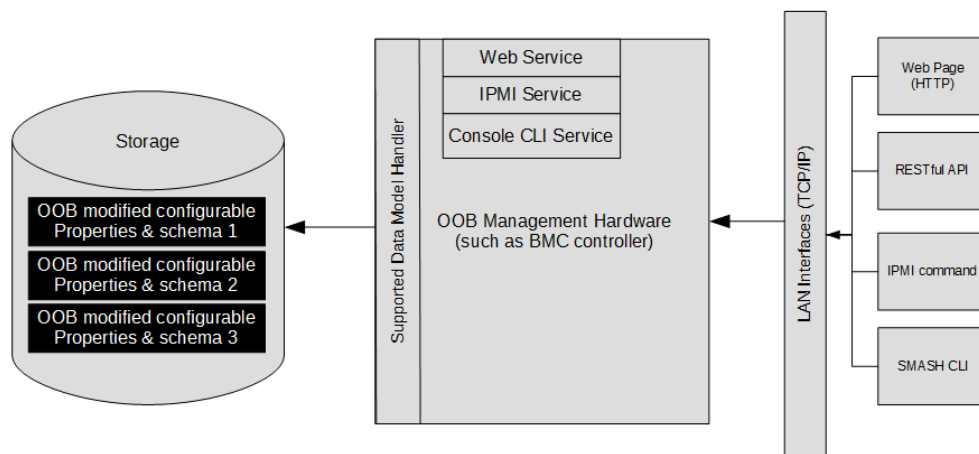 Storage
OOB modified configurable
Properties & schema 1
OOB modified configurable
Properties & schema 2
OOB modified configurable
Properties & schema 3
Supported Data Model Handler
Web Service
IPMI Service
Console CLI Service
OOB Management Hardware
(such as BMC controller)
LAN Interfaces (TCP/IP)
Web Page
(HTTP)
RESTful API
IPMI command
SMASH CLI